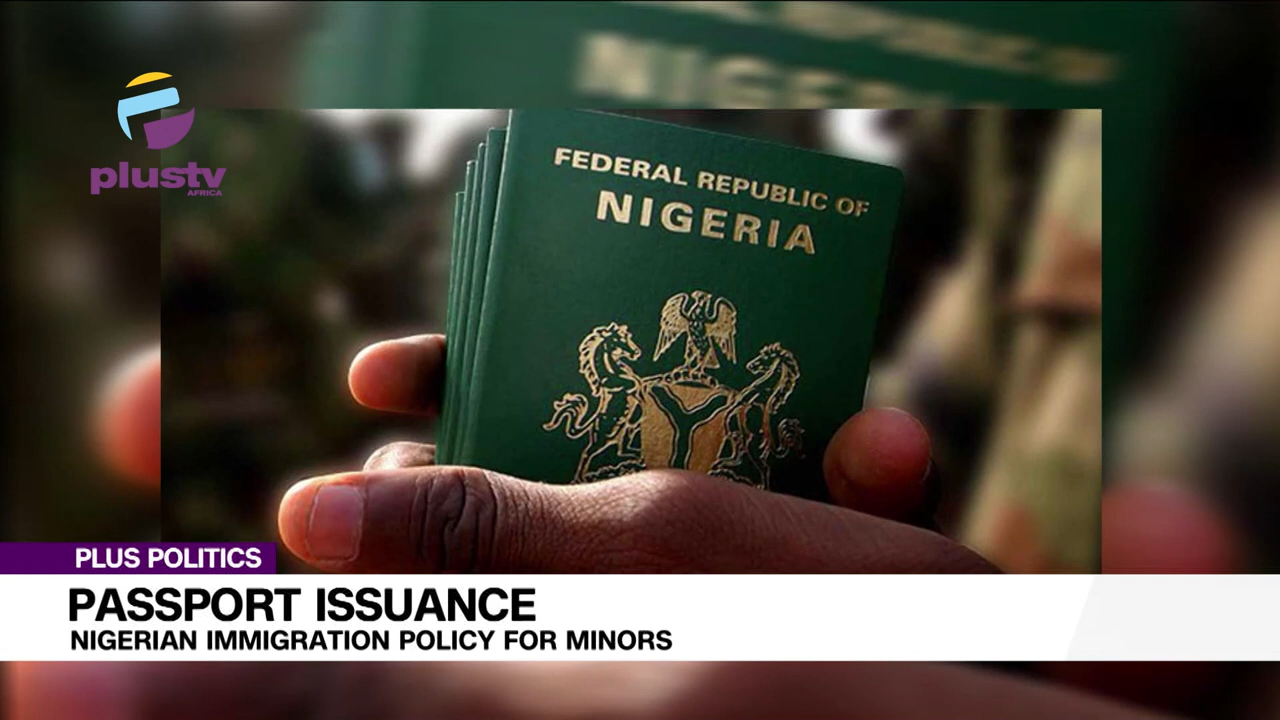 plustv
AFRICA
FEDERAL REPUBLIC OF
NIGERIA
PLUS POLITICS
PASSPORT ISSUANCE
NIGERIAN IMMIGRATION POLICY FOR MINORS